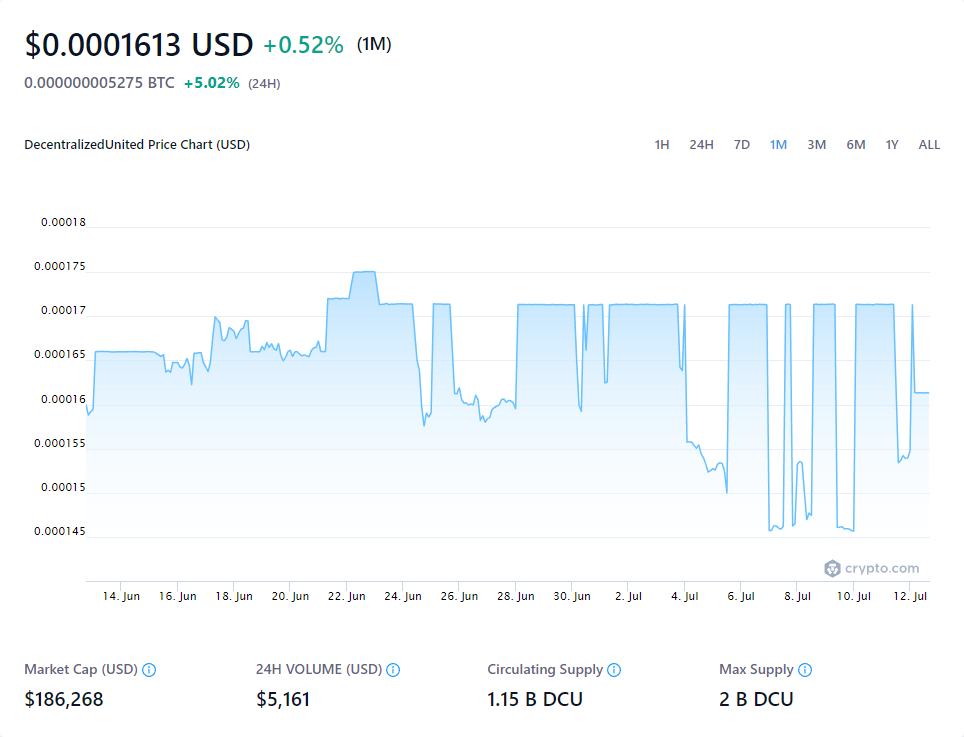 $0.0001613 USD +0.52% (1M)
0.000000005275 BTC +5.02% (24H)
DecentralizedUnited Price Chart (USD) 1H 24H 7D 1M 3M 6M 1Y ALL
0.00018
0.000175
0.00017
0.000165
0.00016
0.000155
0.00015
0.000145
crypto.com
14. Jun 16. Jun 18. Jun 20. Jun 22. Jun 24. Jun 26. Jun 28. Jun 30. Jun 2. Jul 4. Jul 6. Jul 8. Jul 10. Jul 12. Jul
Market Cap (USD) 24H VOLUME (USD) Circulating Supply Max Supply
$186,268 $5,161 1.15 B DCU 2 B DCU